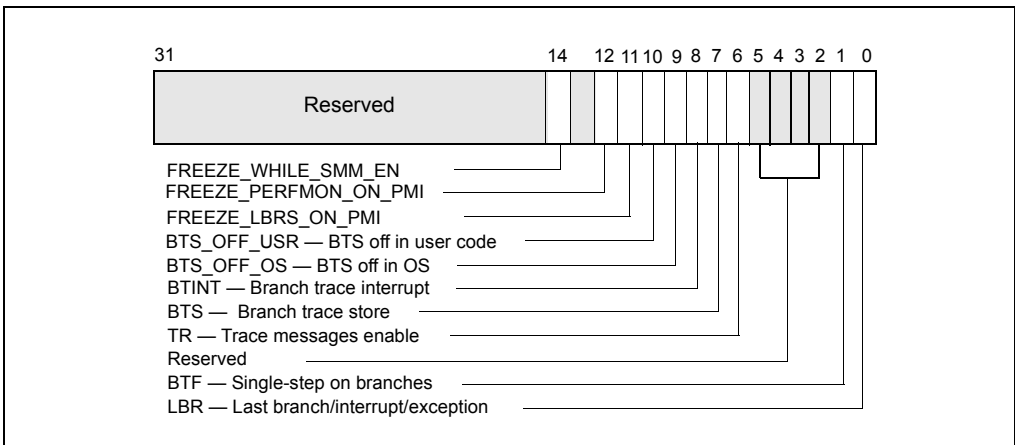 31 14 12 11 10 9 8 7 6 5 4 3 2 1 0
Reserved
FREEZE_WHILE_SMM_EN
FREEZE_PERFMON_ON_PMI
FREEZE_LBRS_ON_PMI
BTS_OFF_USR — BTS off in user code
BTS_OFF_OS — BTS off in OS
BTINT — Branch trace interrupt
BTS — Branch trace store
TR — Trace messages enable
Reserved
BTF — Single-step on branches
LBR — Last branch/interrupt/exception